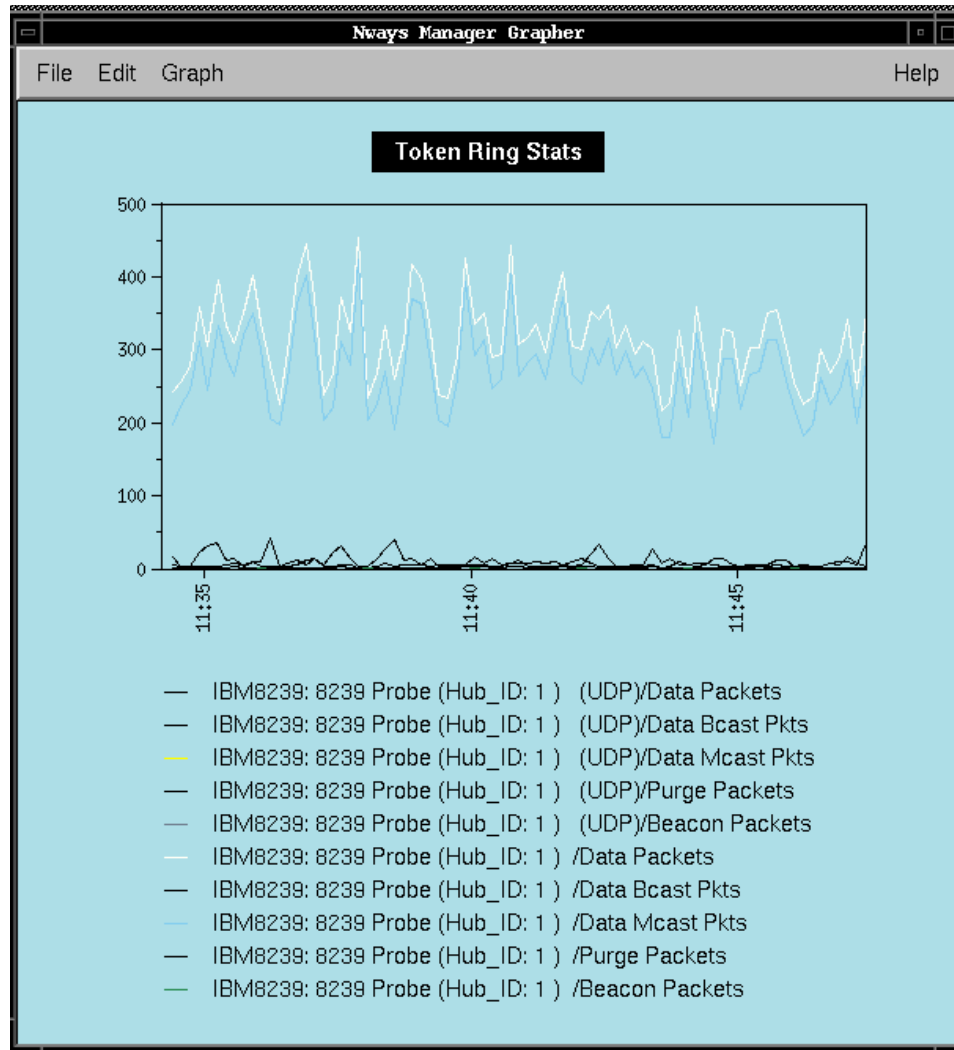 Nways Manager Grapher
File Edit Graph Help
Token Ring Stats
500
400
300
200
100
0
11:35 11:40 11:45
IBM8239: 8239 Probe (Hub_ID: 1 ) (UDP)/Data Packets
IBM8239: 8239 Probe (Hub_ID: 1 ) (UDP)/Data Bcast Pkts
IBM8239: 8239 Probe (Hub_ID: 1 ) (UDP)/Data Mcast Pkts
IBM8239: 8239 Probe (Hub_ID: 1 ) (UDP)/Purge Packets
IBM8239: 8239 Probe (Hub_ID: 1 ) (UDP)/Beacon Packets
IBM8239: 8239 Probe (Hub_ID: 1 ) /Data Packets
IBM8239: 8239 Probe (Hub_ID: 1 ) /Data Bcast Pkts
IBM8239: 8239 Probe (Hub_ID: 1 ) /Data Mcast Pkts
IBM8239: 8239 Probe (Hub_ID: 1 ) /Purge Packets
IBM8239: 8239 Probe (Hub_ID: 1 ) /Beacon Packets